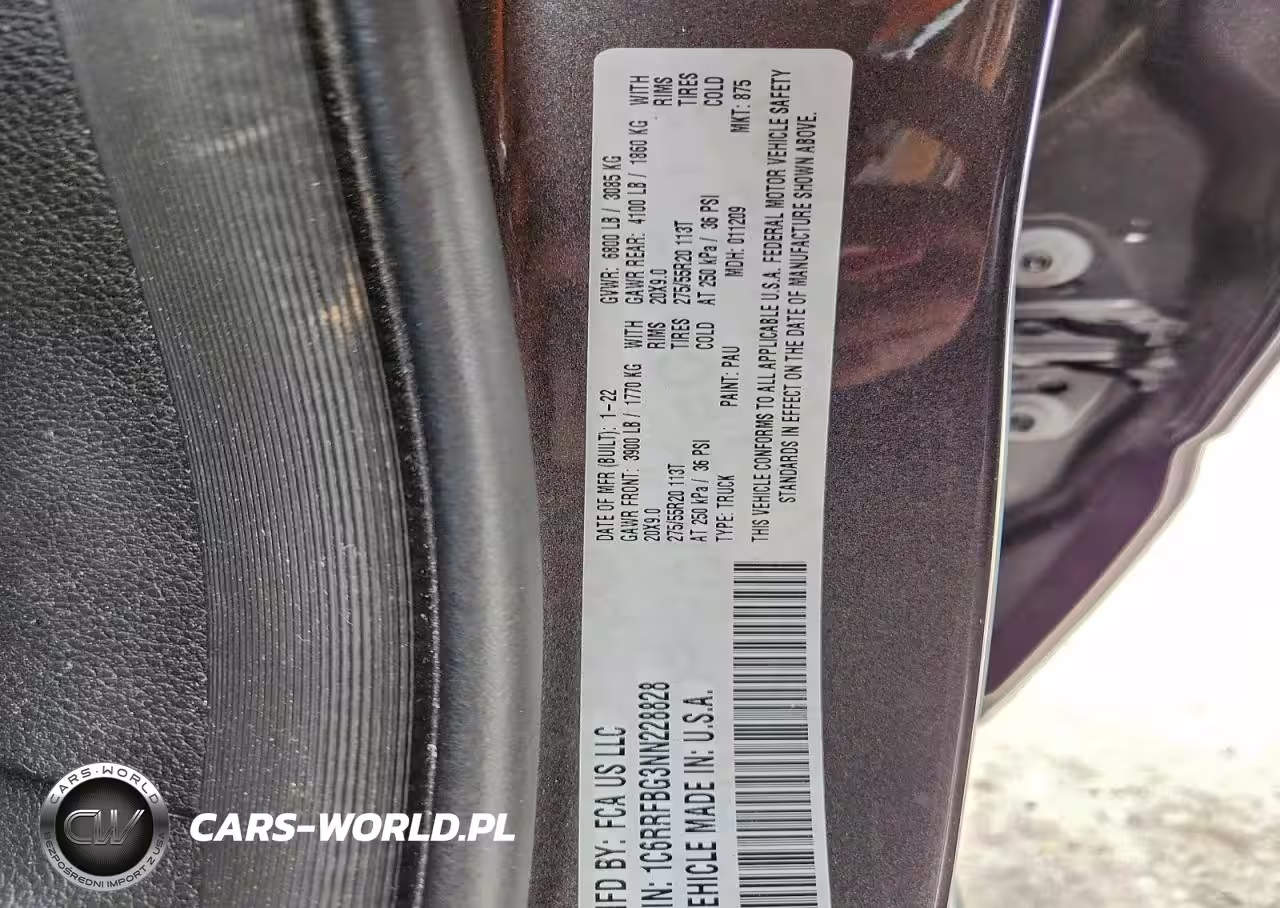 MFD BY: FCA US LLC
VIN: 1C6RRFBG3NN228828
VEHICLE MADE IN: U.S.A.
DATE OF MFR (BUILT): 1-22
GVWR: 6800 LB / 3085 KG
GAWR FRONT: 3900 LB / 1770 KG WITH
GAWR REAR: 4100 LB / 1860 KG WITH
20X9.0 RIMS
20X9.0 RIMS
275/55R20 113T TIRES
275/55R20 113T TIRES
AT 250 kPa / 36 PSI COLD
AT 250 kPa / 36 PSI COLD
TYPE: TRUCK PAINT: PAU MDH: 011209 MKT: 875
THIS VEHICLE CONFORMS TO ALL APPLICABLE U.S.A. FEDERAL MOTOR VEHICLE SAFETY
STANDARDS IN EFFECT ON THE DATE OF MANUFACTURE SHOWN ABOVE.
CARS-WORLD
CW
BEZPOŚREDNI IMPORT Z USA
CARS-WORLD.PL